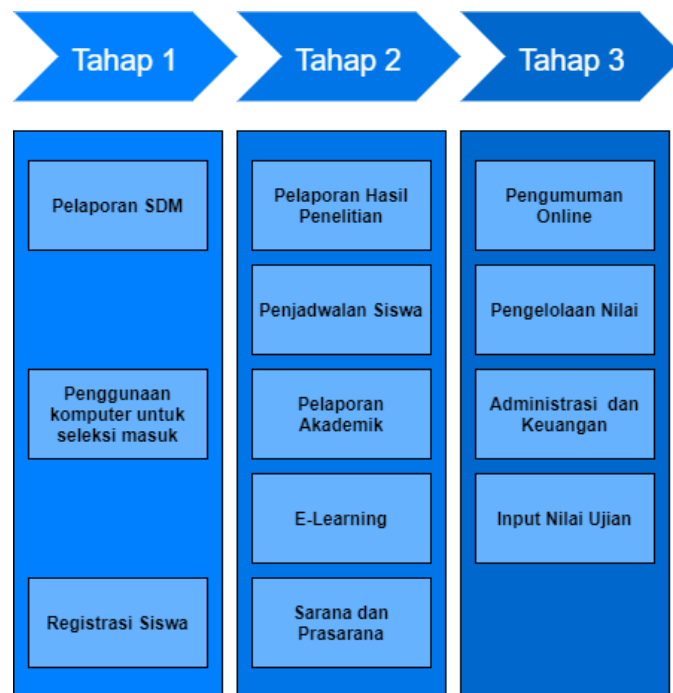 Tahap 1
Tahap 2
Tahap 3
Pelaporan SDM
Penggunaan
komputer untuk
seleksi masuk
Registrasi Siswa
Pelaporan Hasil
Penelitian
Penjadwalan Siswa
Pelaporan
Akademik
E-Learning
Sarana dan
Prasarana
Pengumuman
Online
Pengelolaan Nilai
Administrasi dan
Keuangan
Input Nilai Ujian